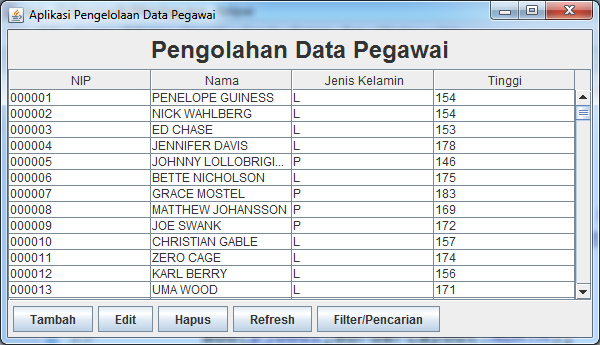 Aplikasi Pengelolaan Data Pegawai
Pengolahan Data Pegawai
NIP Nama Jenis Kelamin Tinggi
000001 PENELOPE GUINESS L 154
000002 NICK WAHLBERG L 154
000003 ED CHASE L 153
000004 JENNIFER DAVIS L 178
000005 JOHNNY LOLLOBRIGI... P 146
000006 BETTE NICHOLSON L 175
000007 GRACE MOSTEL P 183
000008 MATTHEW JOHANSSON P 169
000009 JOE SWANK P 172
000010 CHRISTIAN GABLE L 157
000011 ZERO CAGE L 174
000012 KARL BERRY L 156
000013 UMA WOOD L 171
Tambah Edit Hapus Refresh Filter/Pencarian